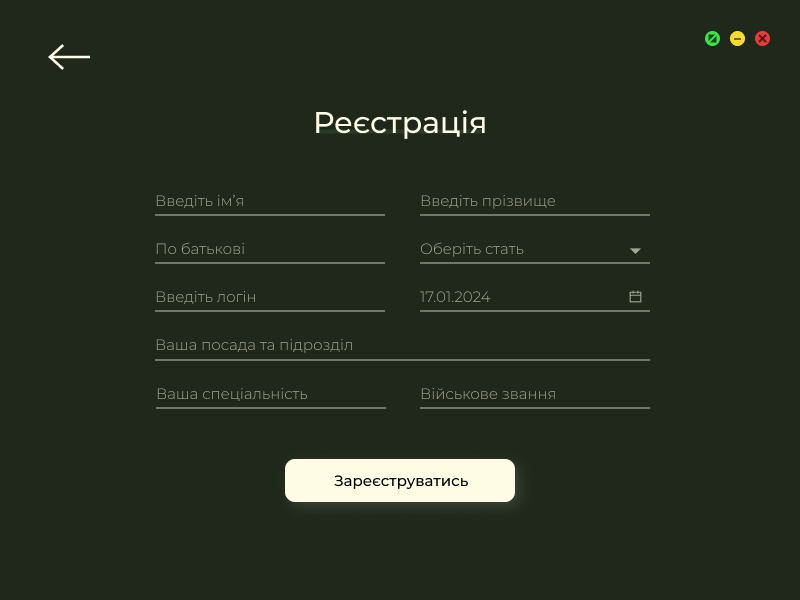 Реєстрація
Введіть ім’я
Введіть прізвище
По батькові
Оберіть стать
Введіть логін
17.01.2024
Ваша посада та підрозділ
Ваша спеціальність
Військове звання
Зареєструватись